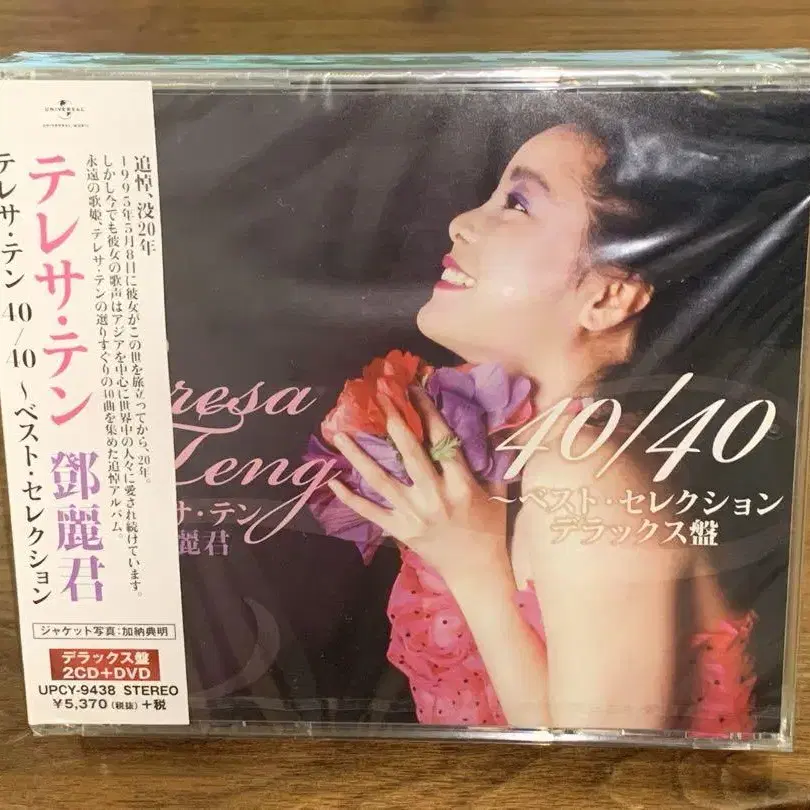 UNIVERSAL
UNIVERSAL MUSIC
追悼、没20年
1995年5月8日に彼女がこの世を旅立ってから、20年。
しかし今でも彼女の歌声はアジアを中心に世界中の人々に愛され続けています。
永遠の歌姫、テレサ・テンの選りすぐりの40曲を集めた追悼アルバム。
テレサ・テン 鄧麗君
テレサ・テン 40/40 ～ベスト・セレクション
ジャケット写真：加納典明
デラックス盤
2CD+DVD
UPCY-9438 STEREO
¥5,370（税抜）+税
resa
Teng
サ・テン
麗君
40/40
～ベスト・セレクション
デラックス盤